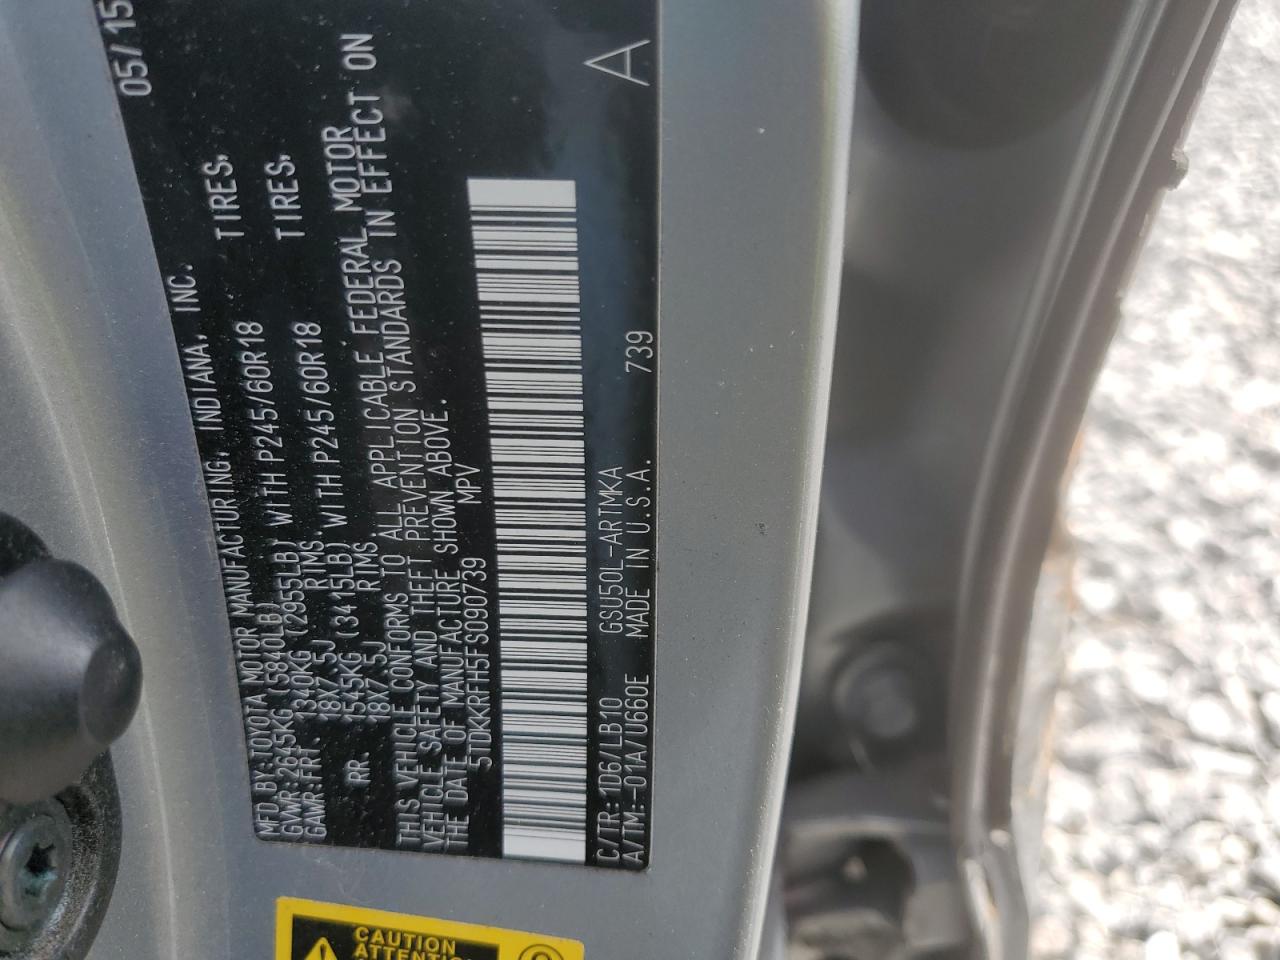 MFD BY: TOYOTA MOTOR MANUFACTURING, INDIANA, INC. 05/15
GVWR:2645KG (5840LB)
GAWR:FRT. 1340KG (2955LB) WITH P245/60R18 TIRES,
18X7.5J RIMS.
RR. 1545KG (3415LB) WITH P245/60R18 TIRES,
18X7.5J RIMS.
THIS VEHICLE CONFORMS TO ALL APPLICABLE FEDERAL MOTOR
VEHICLE SAFETY AND THEFT PREVENTION STANDARDS IN EFFECT ON
THE DATE OF MANUFACTURE SHOWN ABOVE.
5TDKKRFH5FS090739 MPV
C/TR:1D6/LB10 GSU50L-ARTMKA A
A/TM:-01A/U660E MADE IN U.S.A. 739
CAUTION
ATTENTION